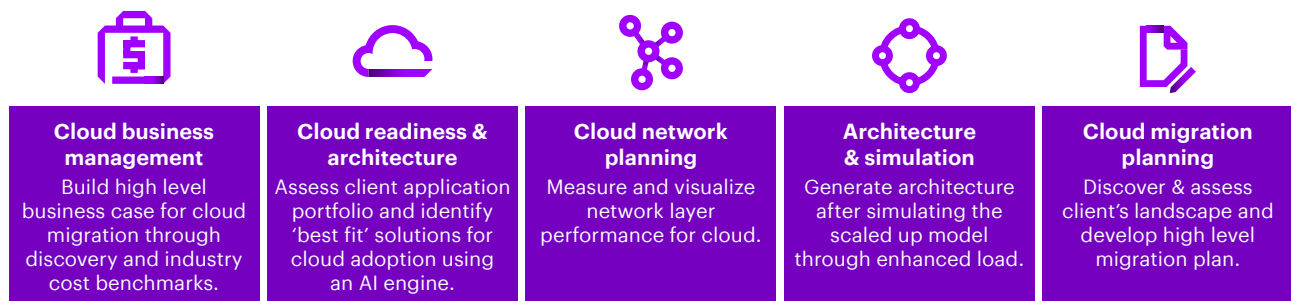 $
Cloud business
management
Build high level
business case for cloud
migration through
discovery and industry
cost benchmarks.
Cloud readiness &
architecture
Assess client application
portfolio and identify
‘best fit’ solutions for
cloud adoption using
an AI engine.
Cloud network
planning
Measure and visualize
network layer
performance for cloud.
Architecture
& simulation
Generate architecture
after simulating the
scaled up model
through enhanced load.
Cloud migration
planning
Discover & assess
client’s landscape and
develop high level
migration plan.